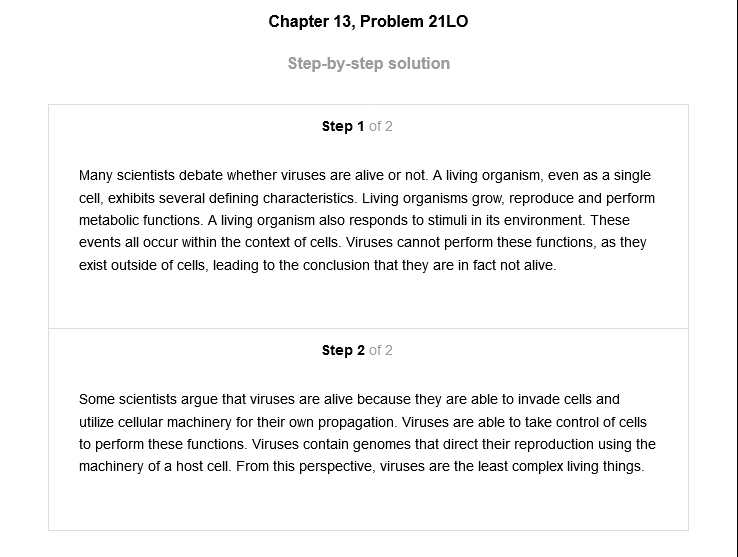 Chapter 13, Problem 21LO
Step-by-step solution
Step 1 of 2
Many scientists debate whether viruses are alive or not. A living organism, even as a single
cell, exhibits several defining characteristics. Living organisms grow, reproduce and perform
metabolic functions. A living organism also responds to stimuli in its environment. These
events all occur within the context of cells. Viruses cannot perform these functions, as they
exist outside of cells, leading to the conclusion that they are in fact not alive.
Step 2 of 2
Some scientists argue that viruses are alive because they are able to invade cells and
utilize cellular machinery for their own propagation. Viruses are able to take control of cells
to perform these functions. Viruses contain genomes that direct their reproduction using the
machinery of a host cell. From this perspective, viruses are the least complex living things.